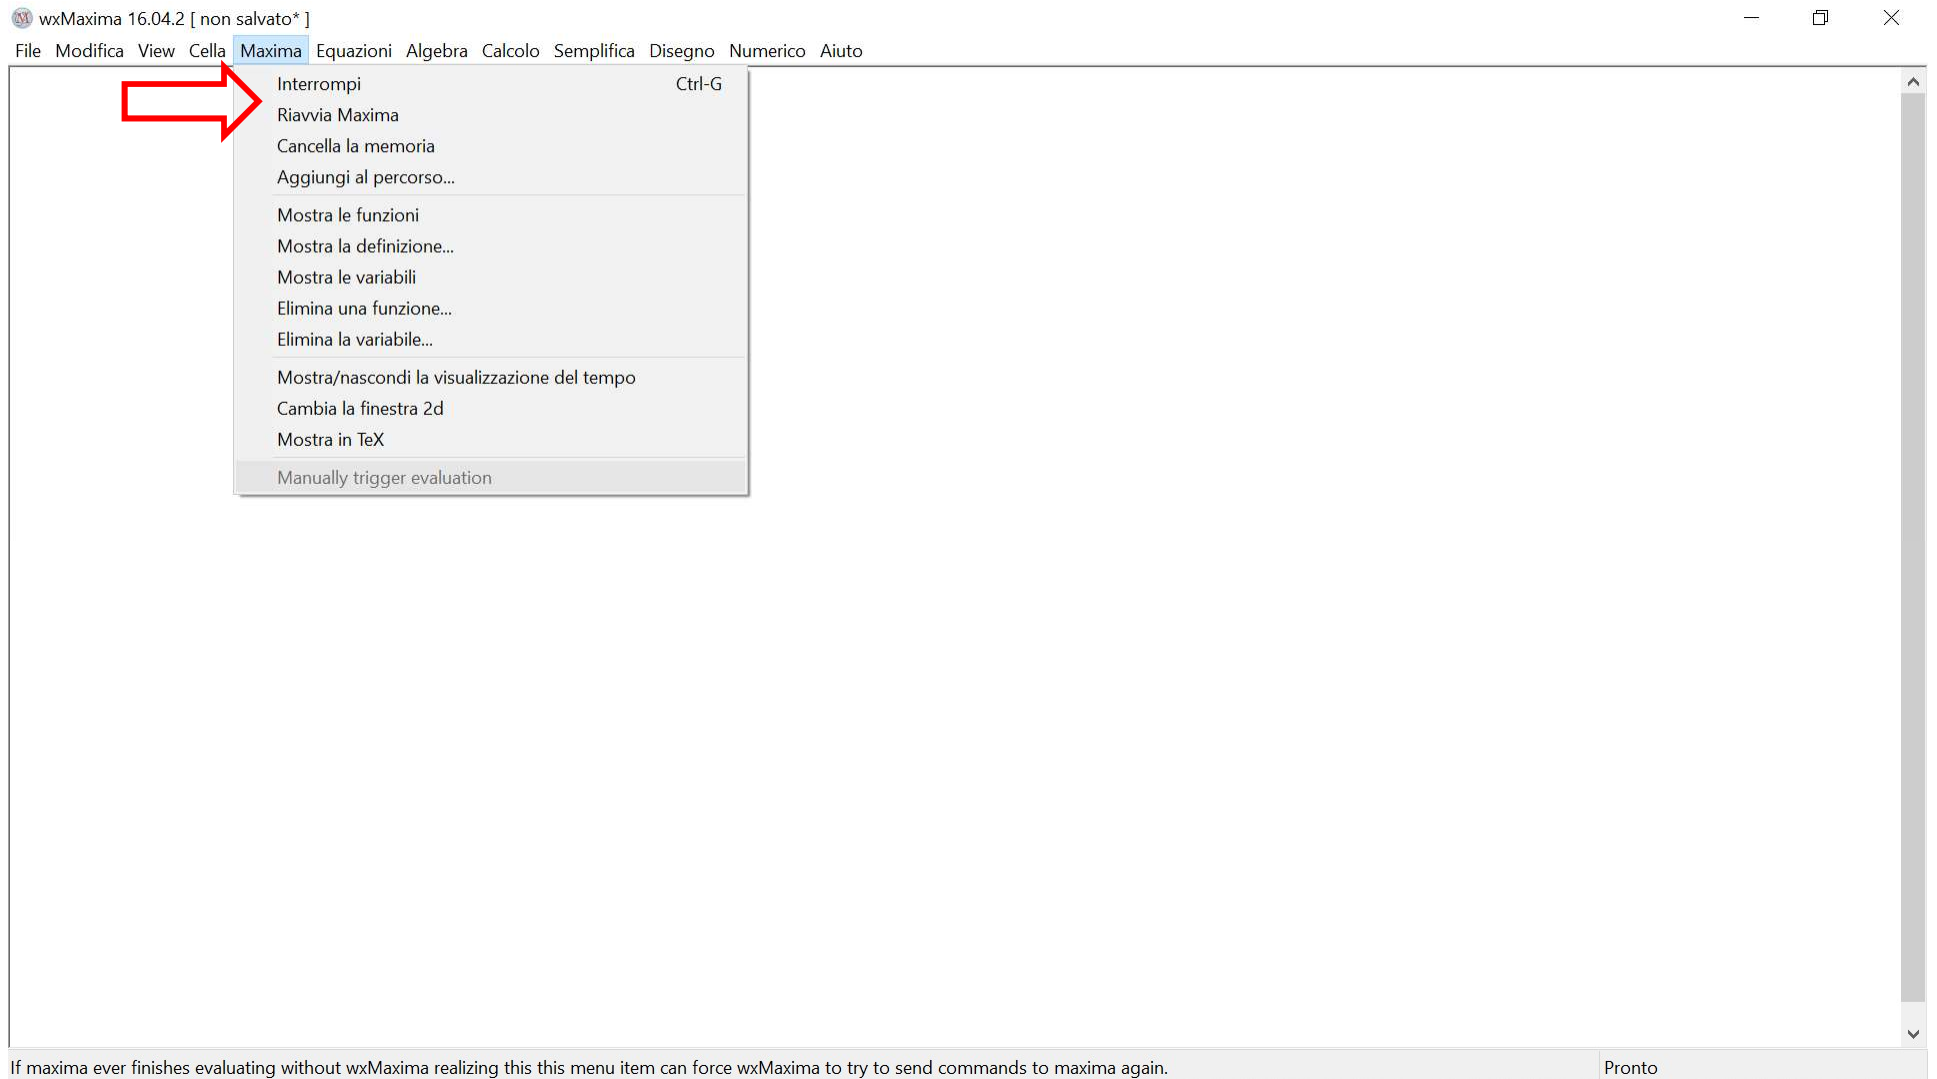 wxMaxima 16.04.2 [ non salvato* ]
File Modifica View Cella Maxima Equazioni Algebra Calcolo Semplifica Disegno Numerico Aiuto
Interrompi Ctrl-G
Riavvia Maxima
Cancella la memoria
Aggiungi al percorso...
Mostra le funzioni
Mostra la definizione...
Mostra le variabili
Elimina una funzione...
Elimina la variabile...
Mostra/nascondi la visualizzazione del tempo
Cambia la finestra 2d
Mostra in TeX
Manually trigger evaluation
If maxima ever finishes evaluating without wxMaxima realizing this this menu item can force wxMaxima to try to send commands to maxima again. Pronto